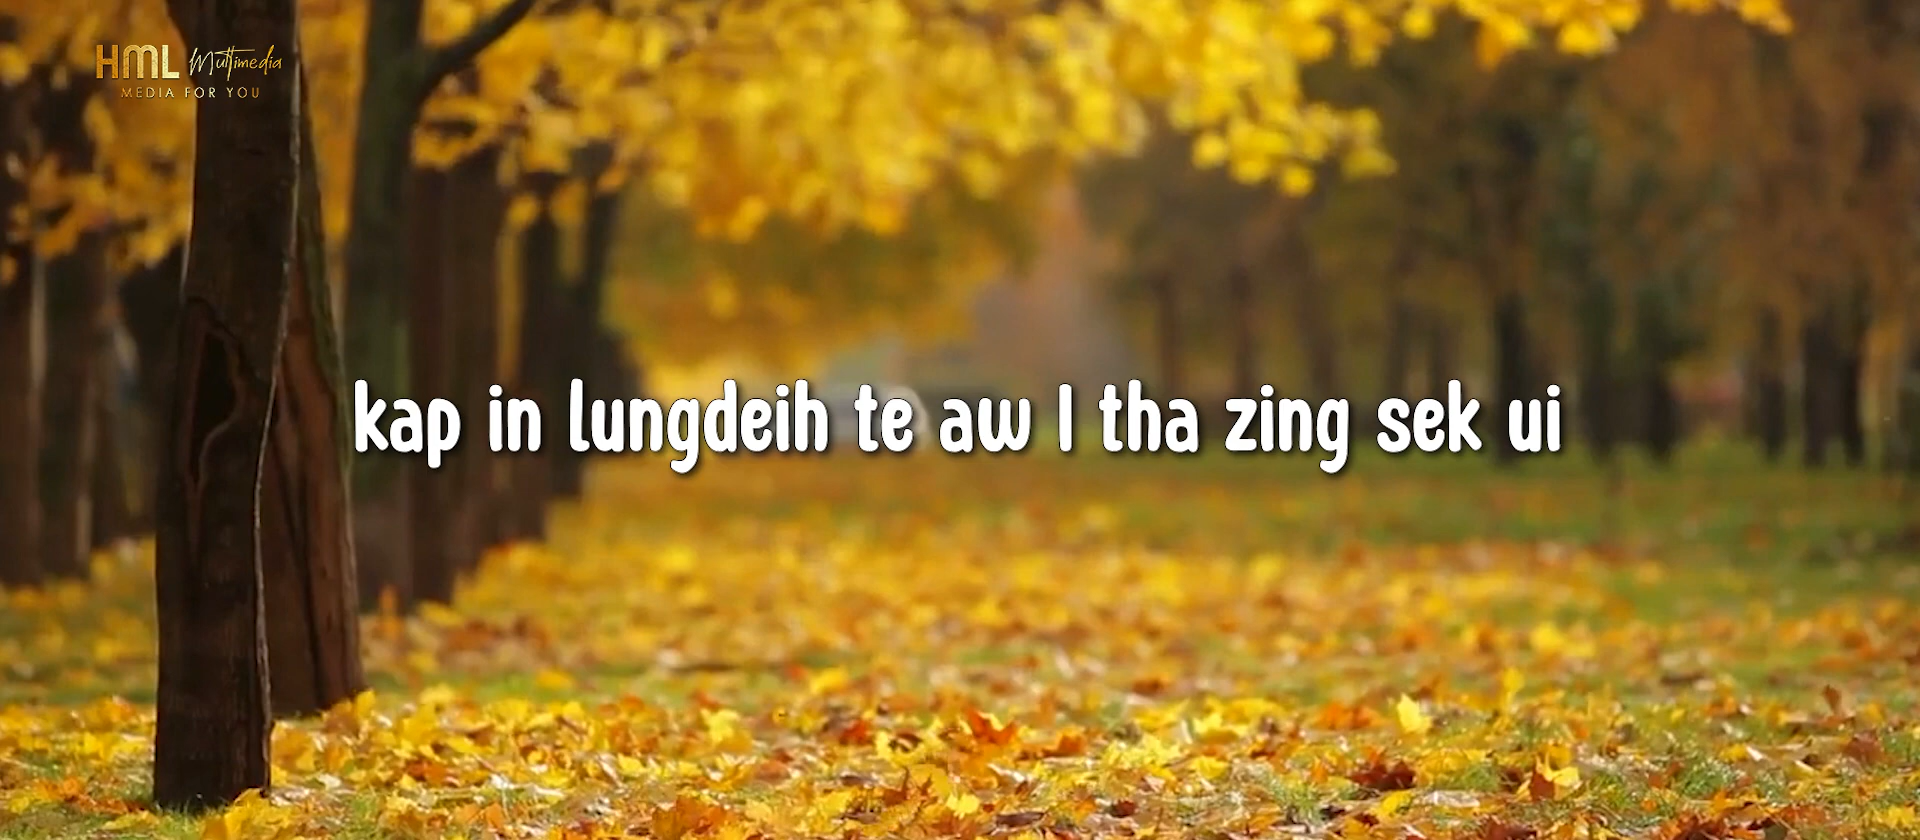 HML Multimedia
MEDIA FOR YOU
kap in lungdeih te aw I tha zing sek ui